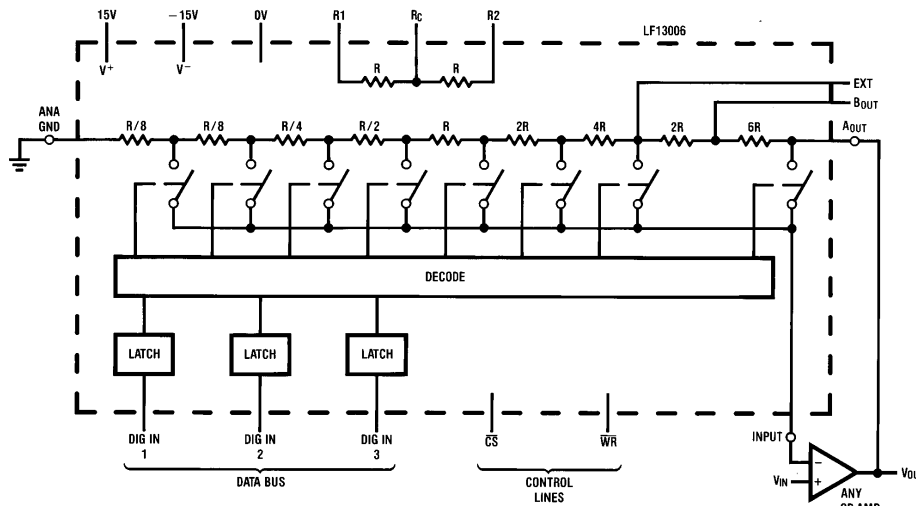 15V −15V 0V R1 RC R2
LF13006
V+ V−
R R
EXT
BOUT
ANA
GND
R/8 R/8 R/4 R/2 R 2R 4R 2R 6R
AOUT
DECODE
LATCH LATCH LATCH
DIG IN DIG IN DIG IN
1 2 3
CS WR
DATA BUS
CONTROL
LINES
INPUT
−
VIN +
ANY